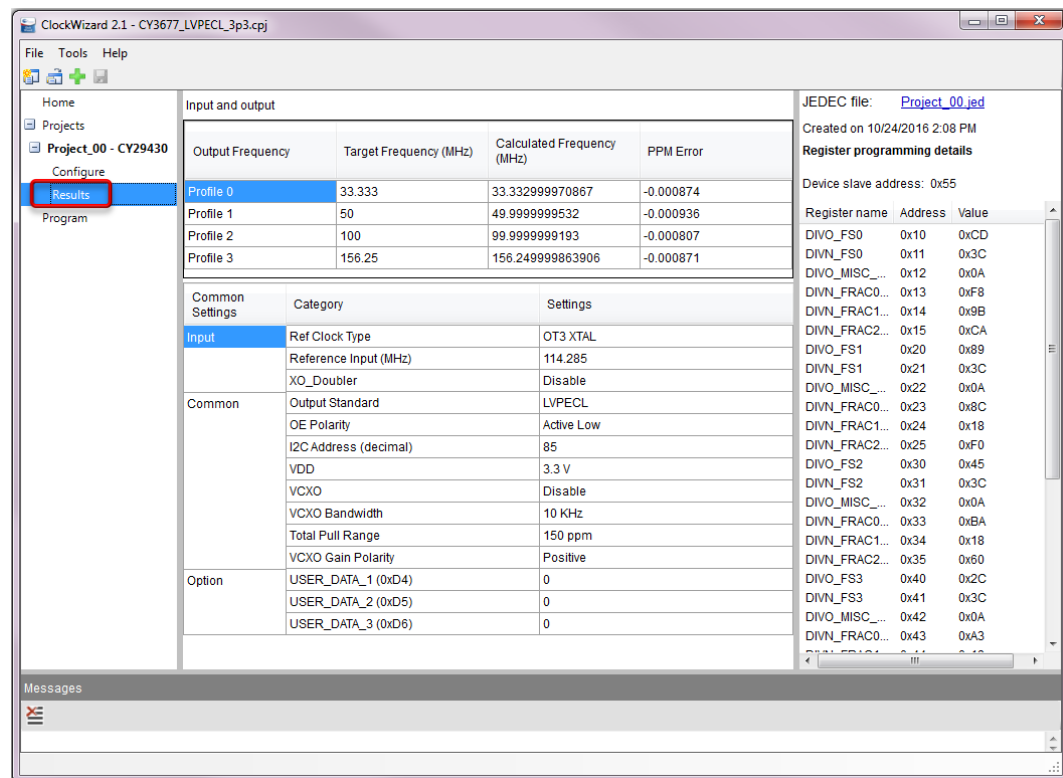 ClockWizard 2.1 - CY3677_LVPECL_3p3.cpj
File Tools Help
Home
Projects
Project_00 - CY29430
Configure
Results
Program
Input and output
Output Frequency Target Frequency (MHz) Calculated Frequency (MHz) PPM Error
Profile 0 33.333 33.332999970867 -0.000874
Profile 1 50 49.9999999532 -0.000936
Profile 2 100 99.9999999193 -0.000807
Profile 3 156.25 156.249999863906 -0.000871
Common Settings Category Settings
Input Ref Clock Type OT3 XTAL
Reference Input (MHz) 114.285
XO_Doubler Disable
Common Output Standard LVPECL
OE Polarity Active Low
I2C Address (decimal) 85
VDD 3.3 V
VCXO Disable
VCXO Bandwidth 10 KHz
Total Pull Range 150 ppm
VCXO Gain Polarity Positive
Option USER_DATA_1 (0xD4) 0
USER_DATA_2 (0xD5) 0
USER_DATA_3 (0xD6) 0
JEDEC file: Project_00.jed
Created on 10/24/2016 2:08 PM
Register programming details
Device slave address: 0x55
Register name Address Value
DIVO_FS0 0x10 0xCD
DIVN_FS0 0x11 0x3C
DIVO_MISC_... 0x12 0x0A
DIVN_FRAC0... 0x13 0xF8
DIVN_FRAC1... 0x14 0x9B
DIVN_FRAC2... 0x15 0xCA
DIVO_FS1 0x20 0x89
DIVN_FS1 0x21 0x3C
DIVO_MISC_... 0x22 0x0A
DIVN_FRAC0... 0x23 0x8C
DIVN_FRAC1... 0x24 0x18
DIVN_FRAC2... 0x25 0xF0
DIVO_FS2 0x30 0x45
DIVN_FS2 0x31 0x3C
DIVO_MISC_... 0x32 0x0A
DIVN_FRAC0... 0x33 0xBA
DIVN_FRAC1... 0x34 0x18
DIVN_FRAC2... 0x35 0x60
DIVO_FS3 0x40 0x2C
DIVN_FS3 0x41 0x3C
DIVO_MISC_... 0x42 0x0A
DIVN_FRAC0... 0x43 0xA3
Messages